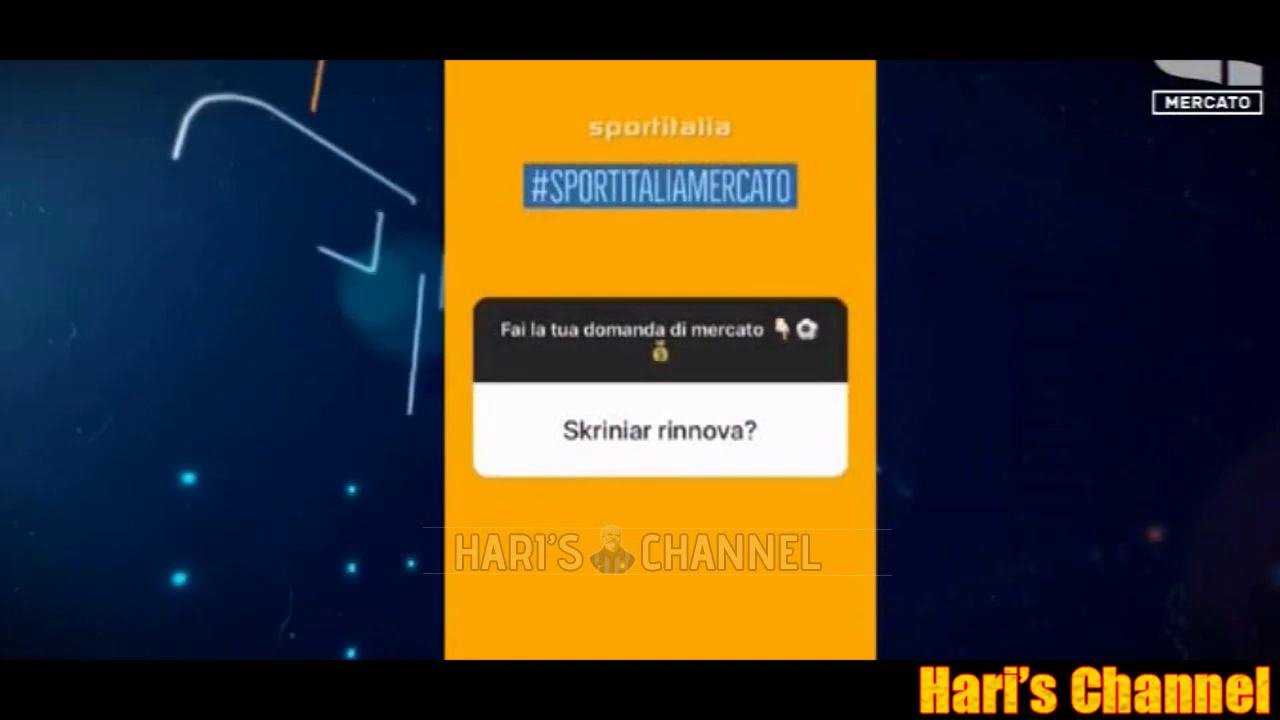 MERCATO
sportitalia
#SPORTITALIAMERCATO
Fai la tua domanda di mercato 👇🏻⚽
💰
Skriniar rinnova?
HARI'S CHANNEL
Hari's Channel